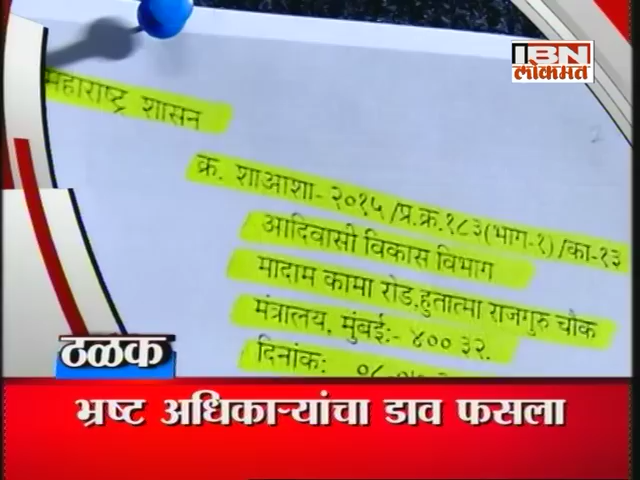 IBN
लोकमत
महाराष्ट्र शासन
क्र. शाआशा-२०१५/प्र.क्र.१८३(भाग-१)/का-१३
आदिवासी विकास विभाग
मादाम कामा रोड,हुतात्मा राजगुरु चौक
मंत्रालय, मुंबई:- ४०० ३२.
दिनांक:
ठळक
भ्रष्ट अधिकाऱ्यांचा डाव फसला